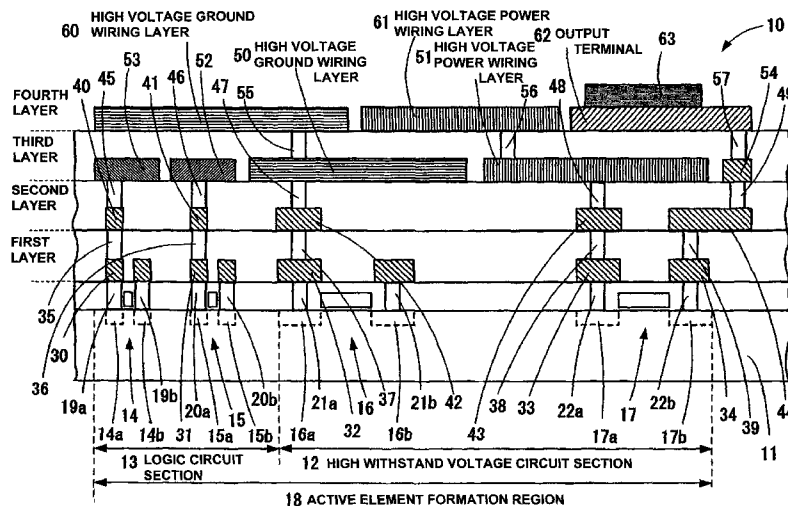 60
HIGH VOLTAGE GROUND
WIRING LAYER
50
HIGH VOLTAGE
GROUND WIRING
LAYER
61 HIGH VOLTAGE POWER
WIRING LAYER
51 HIGH VOLTAGE
POWER WIRING
LAYER
62 OUTPUT
TERMINAL
63
10
40 45 53 41 46 52 47 55
56 48 57 54 49
FOURTH
LAYER
THIRD
LAYER
SECOND
LAYER
FIRST
LAYER
35
30
36
19a 14 19b 20a 15 20b 21a 16 37 21b 42 38 33 22a 17 22b 34 39 44
14a 14b 31 15a 15b 16a 32 16b 43 17a 17b 11
13 LOGIC CIRCUIT
SECTION
12 HIGH WITHSTAND VOLTAGE CIRCUIT SECTION
18 ACTIVE ELEMENT FORMATION REGION